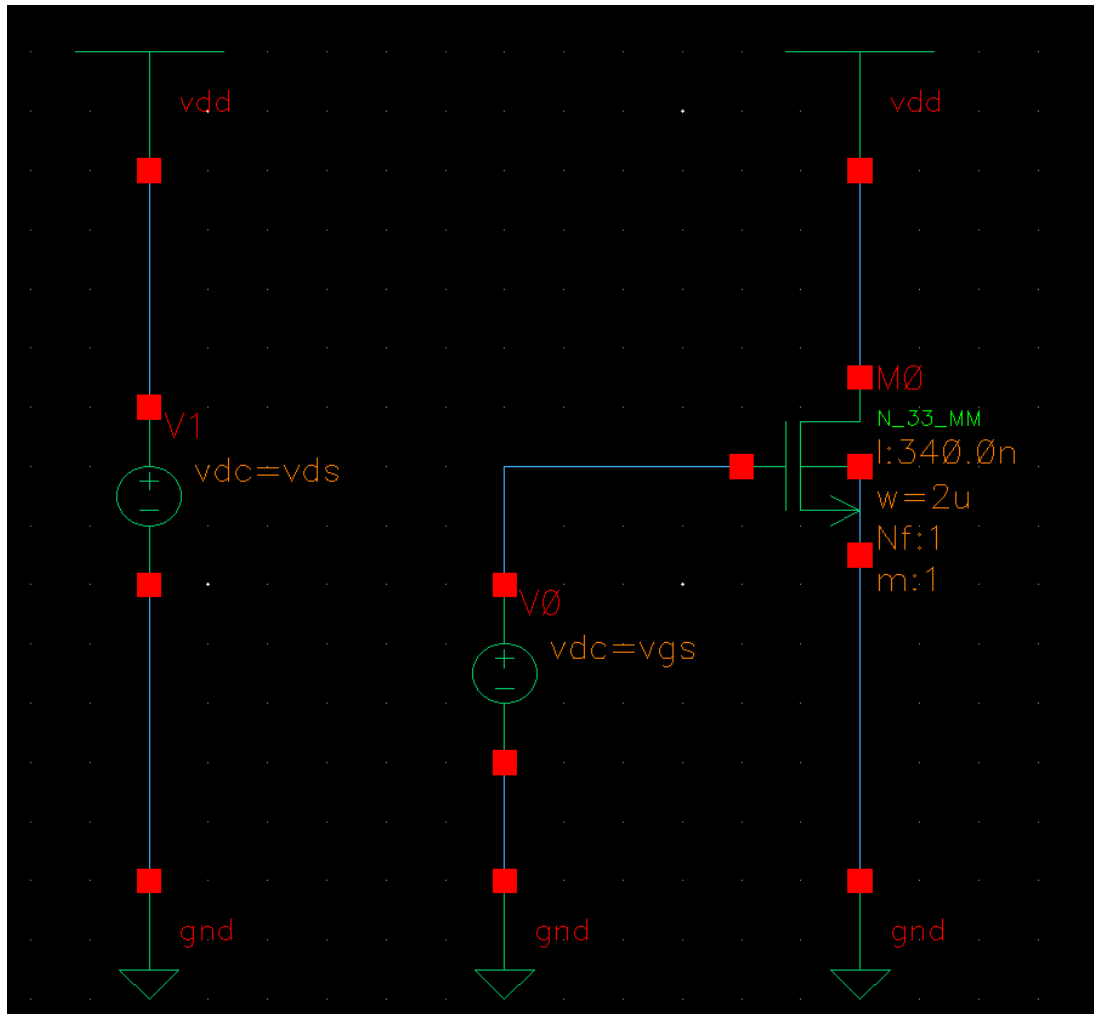 vdd
vdd
V1
vdc=vds
M0
N_33_MM
l:340.0n
w=2u
Nf:1
m:1
V0
vdc=vgs
gnd
gnd
gnd